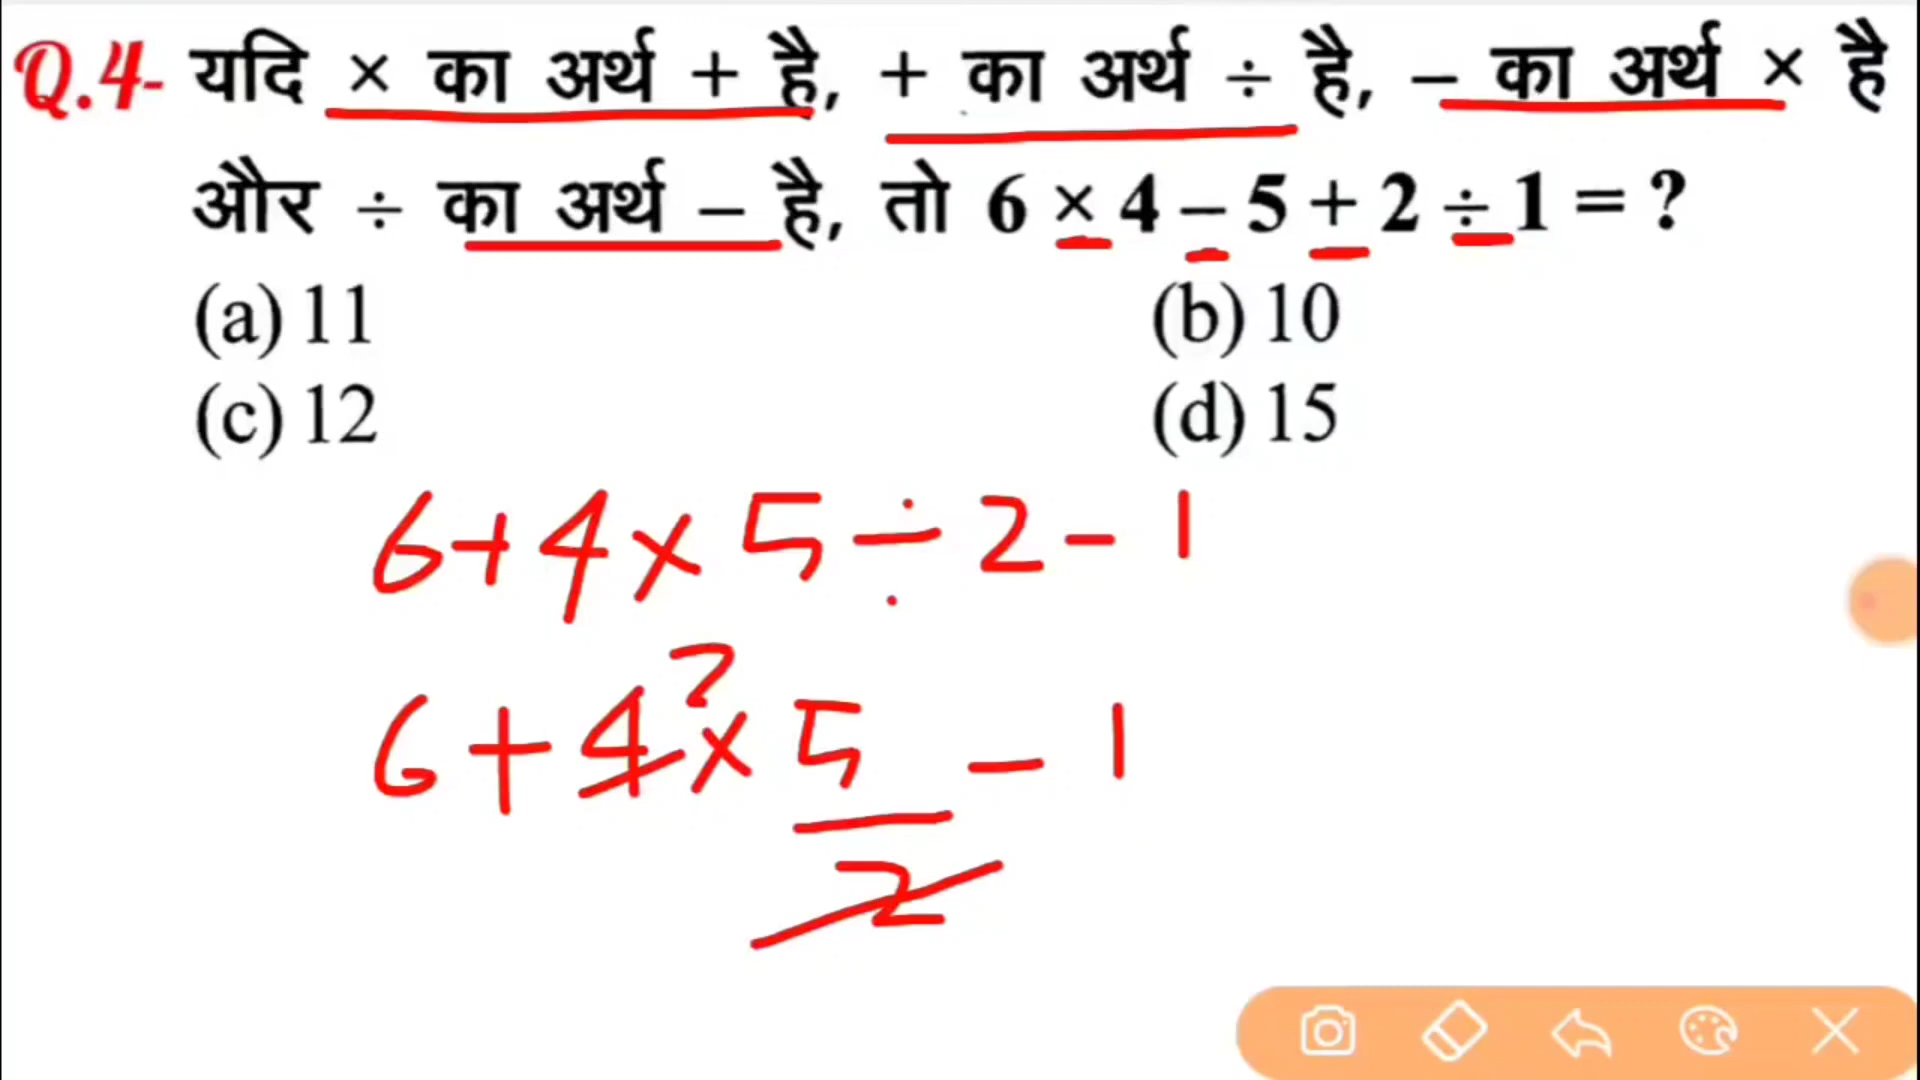 Q.4- यदि × का अर्थ + है, + का अर्थ ÷ है, – का अर्थ × है
और ÷ का अर्थ – है, तो 6 × 4 – 5 + 2 ÷ 1 = ?
(a) 11 (b) 10
(c) 12 (d) 15
6+4×5÷2-1
2
6+4×5-1
2